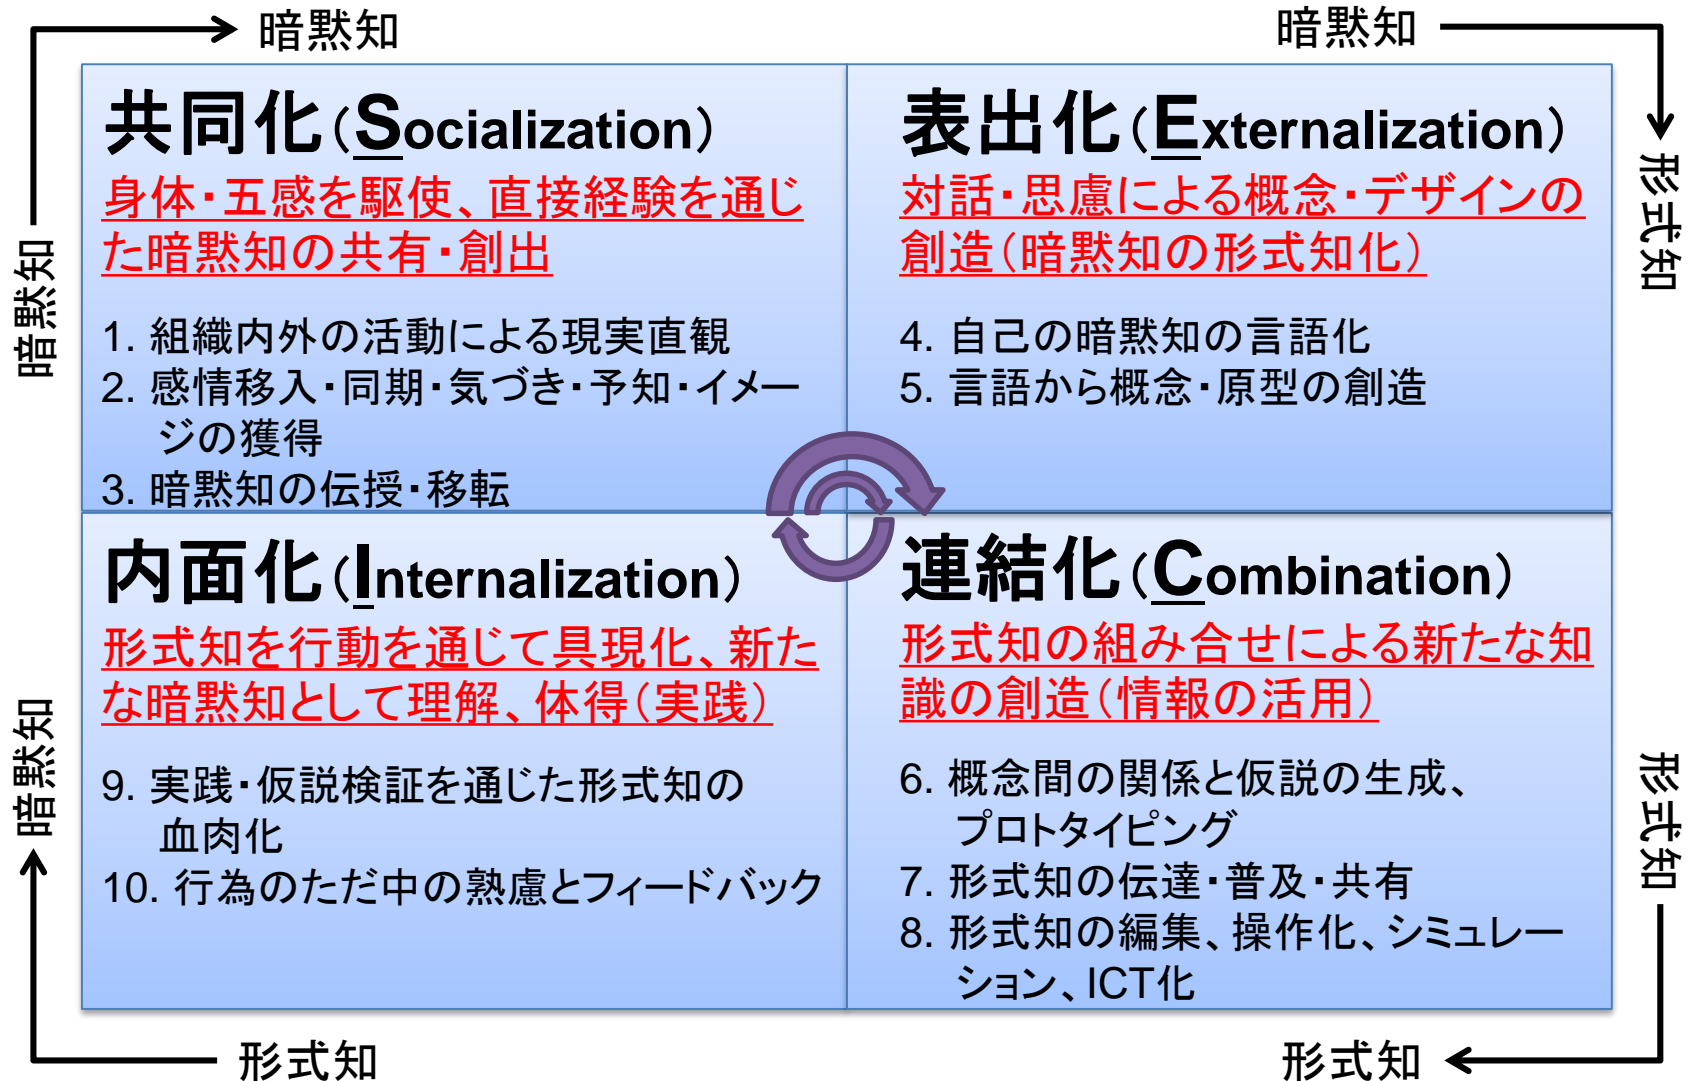 暗黙知
暗黙知
暗黙知
共同化(Socialization)
身体・五感を駆使、直接経験を通じ
た暗黙知の共有・創出
1. 組織内外の活動による現実直観
2. 感情移入・同期・気づき・予知・イメー
ジの獲得
3. 暗黙知の伝授・移転
表出化(Externalization)
対話・思慮による概念・デザインの
創造(暗黙知の形式知化)
4. 自己の暗黙知の言語化
5. 言語から概念・原型の創造
形式知
暗黙知
内面化(Internalization)
形式知を行動を通じて具現化、新た
な暗黙知として理解、体得(実践)
9. 実践・仮説検証を通じた形式知の
血肉化
10. 行為のただ中の熟慮とフィードバック
連結化(Combination)
形式知の組み合せによる新たな知
識の創造(情報の活用)
6. 概念間の関係と仮説の生成、
プロトタイピング
7. 形式知の伝達・普及・共有
8. 形式知の編集、操作化、シミュレー
ション、ICT化
形式知
形式知
形式知